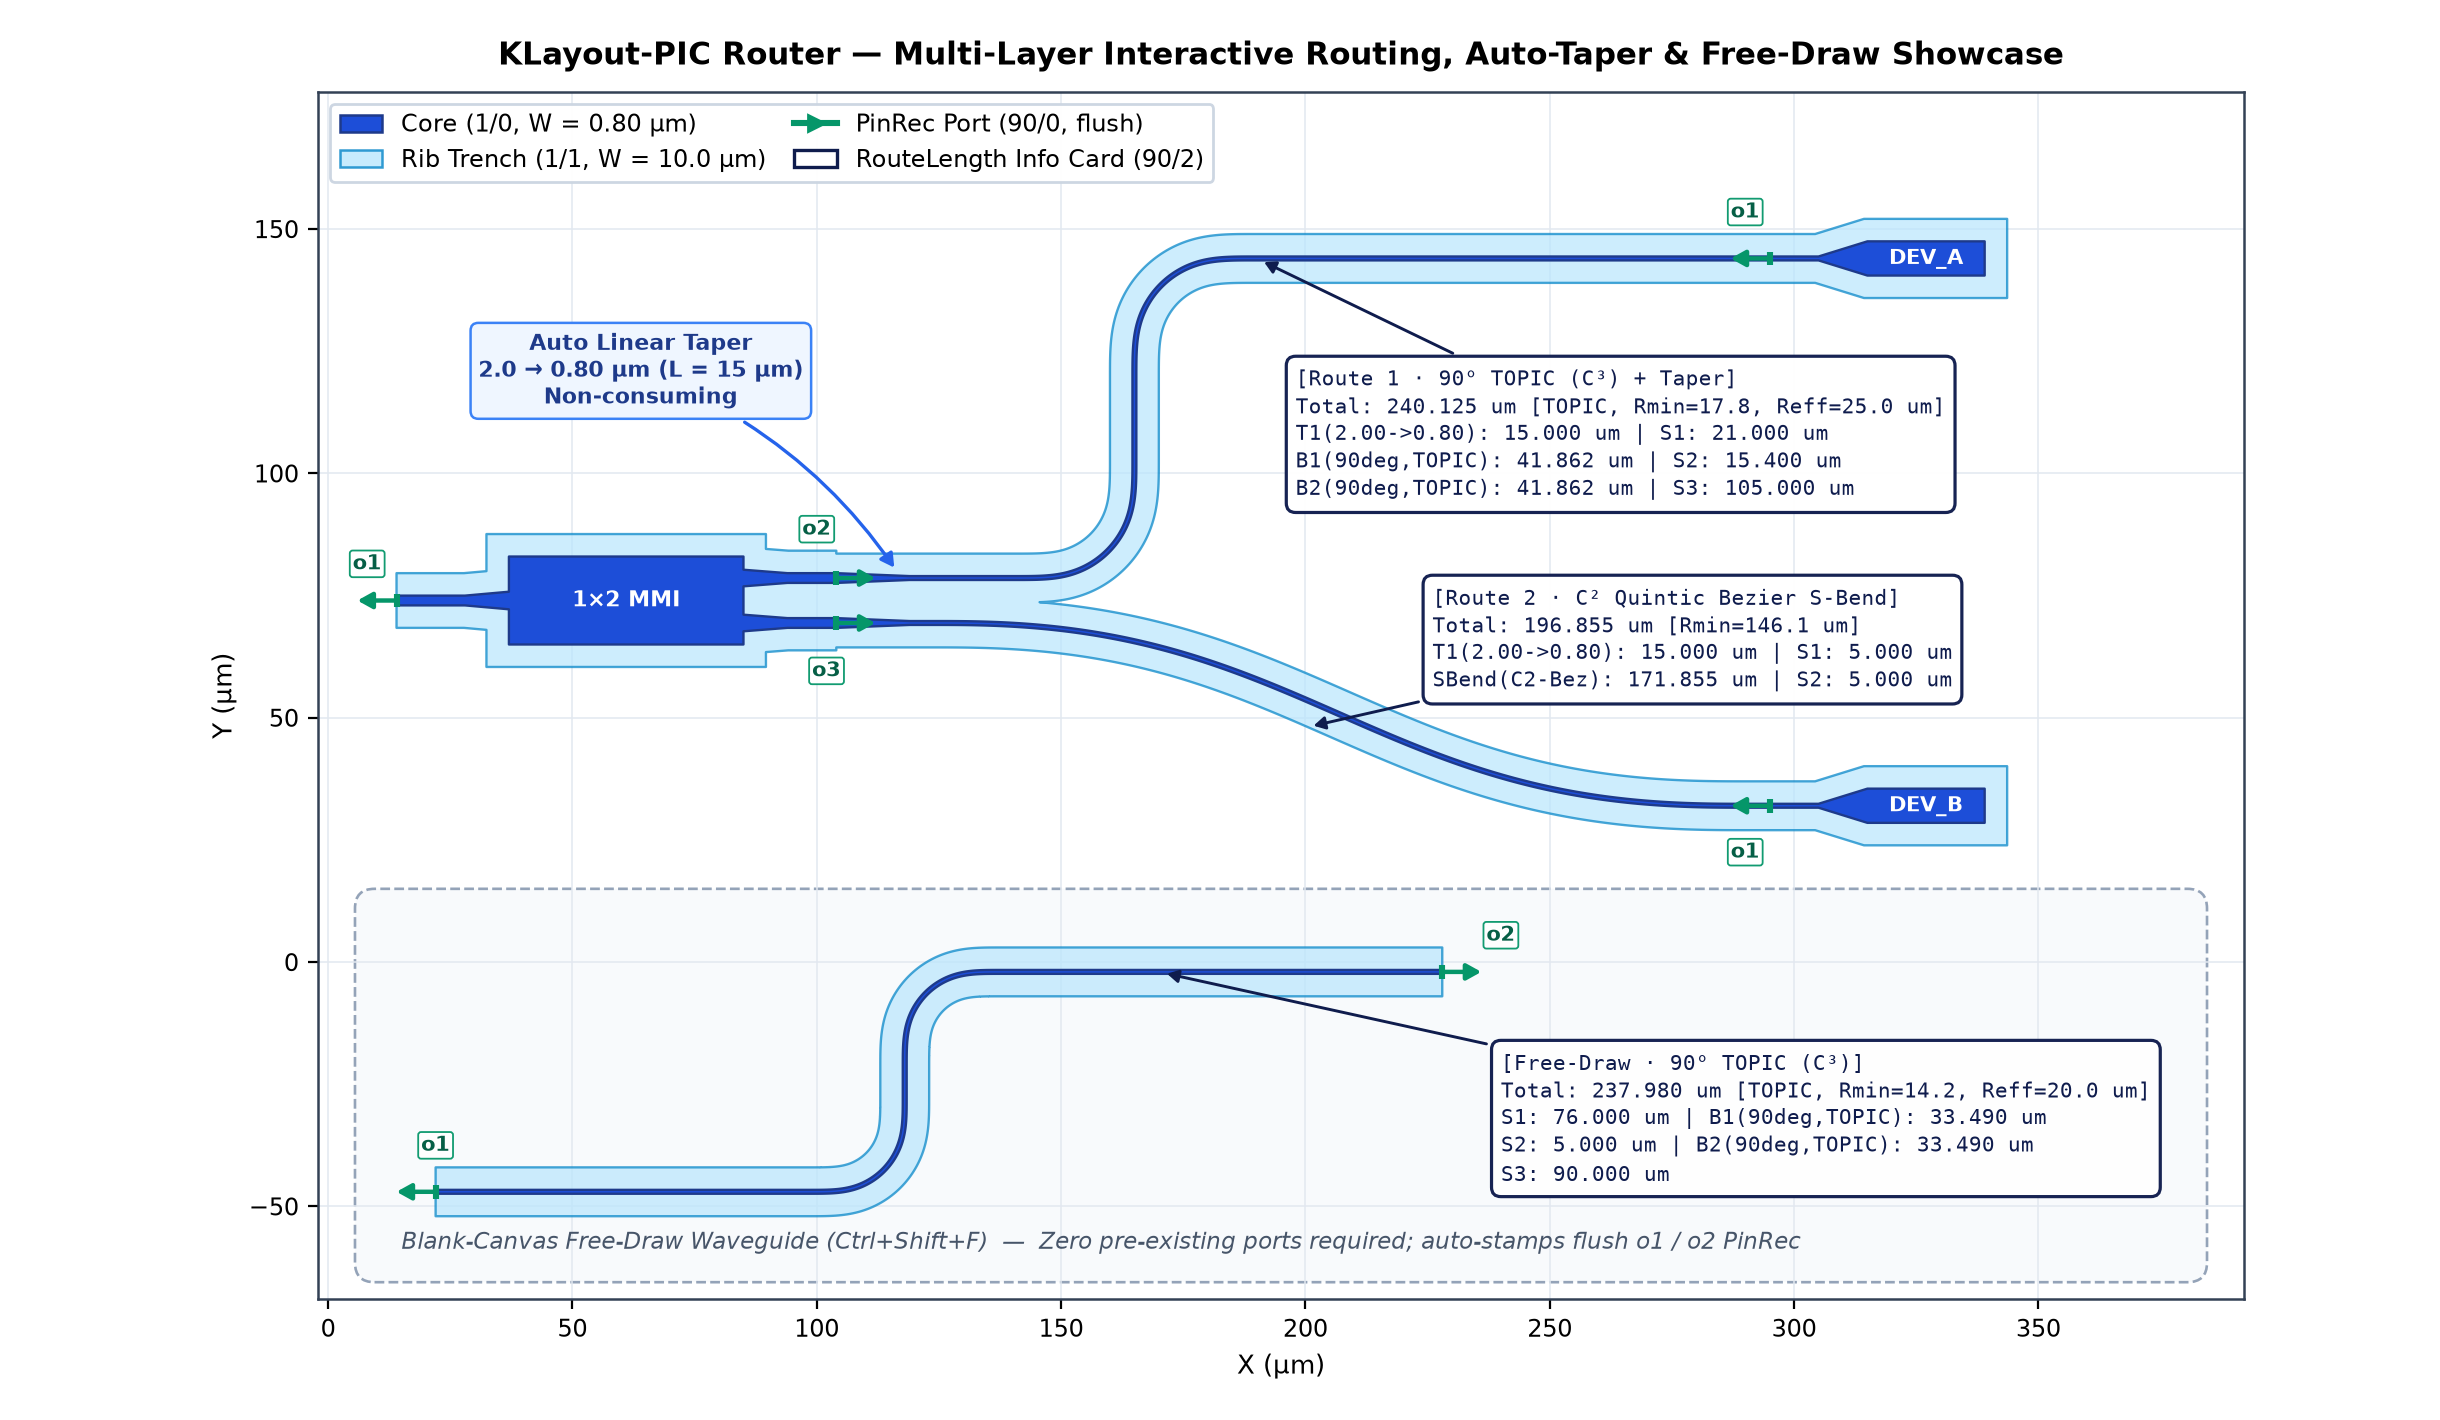 KLayout-PIC Router — Multi-Layer Interactive Routing, Auto-Taper & Free-Draw Showcase
Core (1/0, W = 0.80 μm)
Rib Trench (1/1, W = 10.0 μm)
PinRec Port (90/0, flush)
RouteLength Info Card (90/2)
Y (μm)
150
100
50
0
−50
o1
DEV_A
Auto Linear Taper
2.0 → 0.80 μm (L = 15 μm)
Non-consuming
[Route 1 · 90° TOPIC (C³) + Taper]
Total: 240.125 um [TOPIC, Rmin=17.8, Reff=25.0 um]
T1(2.00->0.80): 15.000 um | S1: 21.000 um
B1(90deg,TOPIC): 41.862 um | S2: 15.400 um
B2(90deg,TOPIC): 41.862 um | S3: 105.000 um
o1
1×2 MMI
o2
o3
[Route 2 · C² Quintic Bezier S-Bend]
Total: 196.855 um [Rmin=146.1 um]
T1(2.00->0.80): 15.000 um | S1: 5.000 um
SBend(C2-Bez): 171.855 um | S2: 5.000 um
DEV_B
o1
o2
[Free-Draw · 90° TOPIC (C³)]
Total: 237.980 um [TOPIC, Rmin=14.2, Reff=20.0 um]
S1: 76.000 um | B1(90deg,TOPIC): 33.490 um
S2: 5.000 um | B2(90deg,TOPIC): 33.490 um
S3: 90.000 um
o1
Blank-Canvas Free-Draw Waveguide (Ctrl+Shift+F) — Zero pre-existing ports required; auto-stamps flush o1 / o2 PinRec
0
50
100
150
200
250
300
350
X (μm)